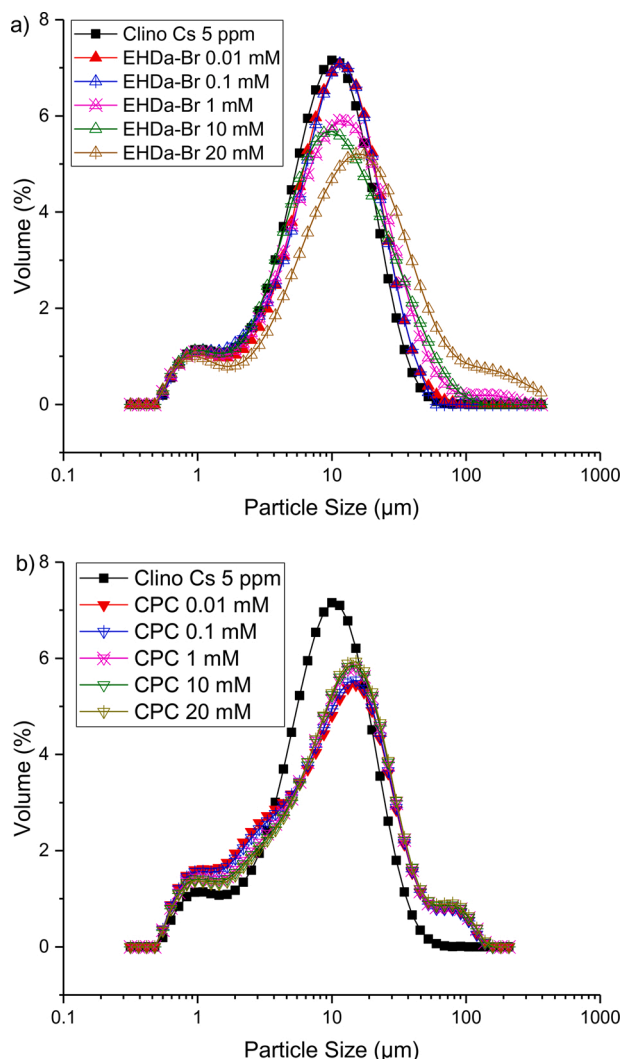 a)
Clino Cs 5 ppm
EHDa-Br 0.01 mM
EHDa-Br 0.1 mM
EHDa-Br 1 mM
EHDa-Br 10 mM
EHDa-Br 20 mM
8
6
4
2
0
Volume (%)
0.1 1 10 100 1000
Particle Size (µm)
b)
Clino Cs 5 ppm
CPC 0.01 mM
CPC 0.1 mM
CPC 1 mM
CPC 10 mM
CPC 20 mM
8
6
4
2
0
Volume (%)
0.1 1 10 100 1000
Particle Size (µm)